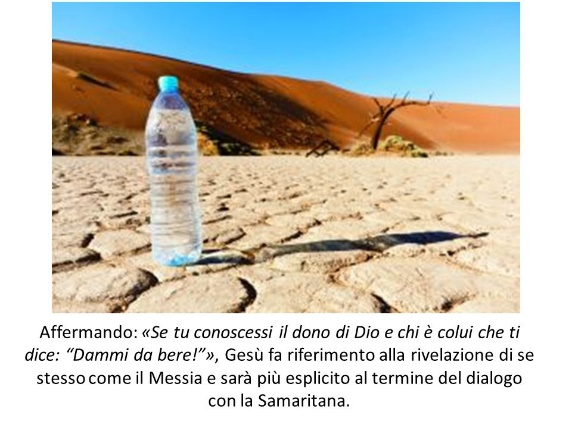 Affermando: «Se tu conoscessi il dono di Dio e chi è colui che ti
dice: “Dammi da bere!”», Gesù fa riferimento alla rivelazione di se
stesso come il Messia e sarà più esplicito al termine del dialogo
con la Samaritana.